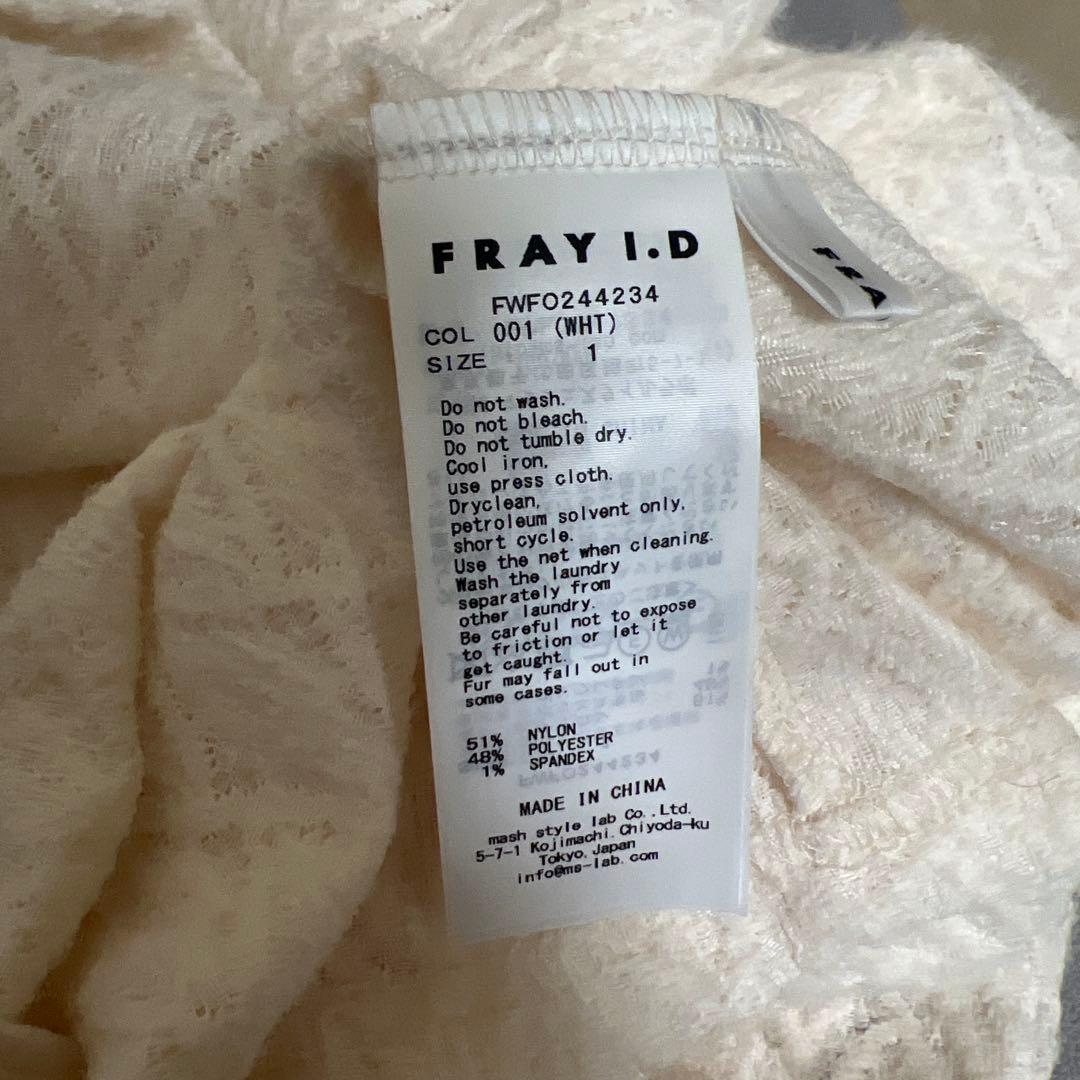 FRAY I.D
FWFO244234
COL 001 (WHT)
SIZE 1
Do not wash.
Do not bleach.
Do not tumble dry.
Cool iron,
use press cloth.
Dryclean,
petroleum solvent only,
short cycle.
Use the net when cleaning.
Wash the laundry
separately from
other laundry.
Be careful not to expose
to friction or let it
get caught.
Fur may fall out in
some cases.
51% NYLON
48% POLYESTER
1% SPANDEX
MADE IN CHINA
mash style lab Co.,Ltd.
5-7-1 Kojimachi,Chiyoda-ku
Tokyo,Japan
info@ms-lab.com
FRA